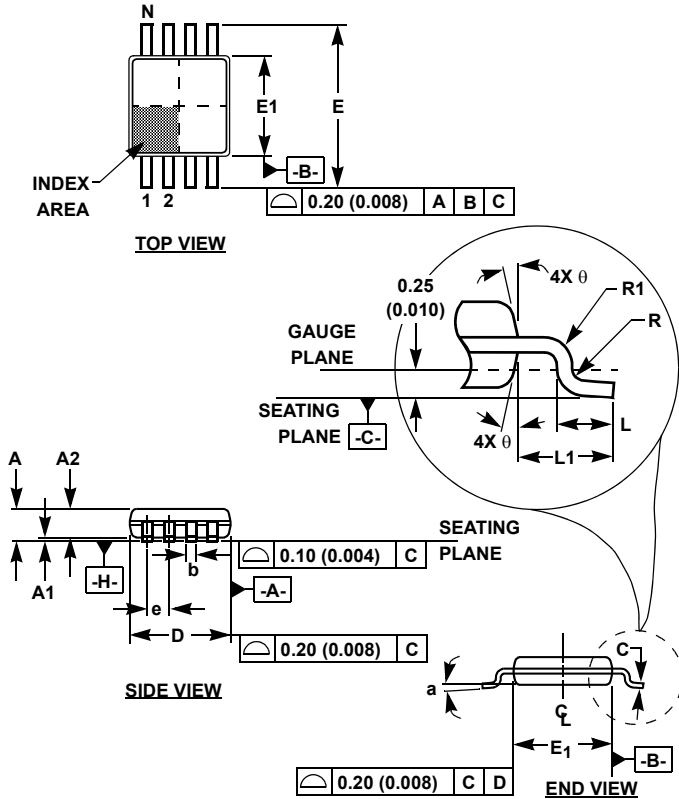 N
E1
E
-B-
INDEX
AREA
1 2
0.20 (0.008) A B C
TOP VIEW
0.25
(0.010)
4X θ
R1
R
GAUGE
PLANE
SEATING
PLANE -C-
4X θ
L
L1
A A2
SEATING
PLANE
A1
-H-
b
0.10 (0.004) C
-A-
e
D
0.20 (0.008) C
SIDE VIEW
C
a
CL
E1
-B-
0.20 (0.008) C D
END VIEW